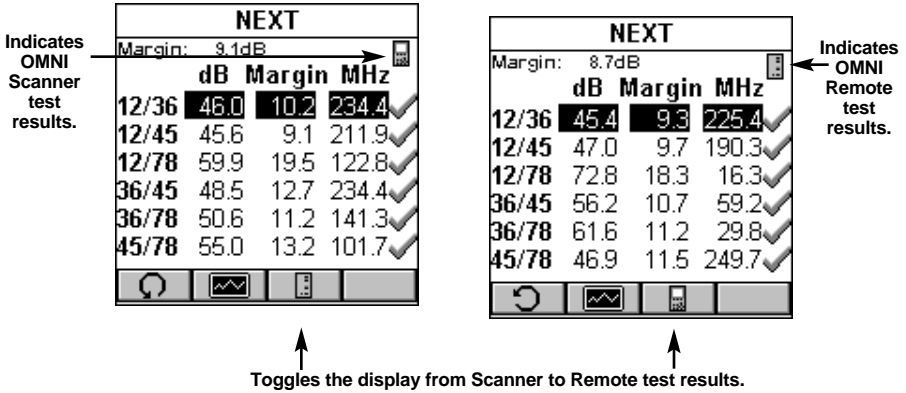 Indicates
OMNI
Scanner
test
results.
NEXT
Margin: 9.1dB
dB Margin MHz
12/36 46.0 10.2 234.4
12/45 45.6 9.1 211.9
12/78 59.9 19.5 122.8
36/45 48.5 12.7 234.4
36/78 50.6 11.2 141.3
45/78 55.0 13.2 101.7
NEXT
Margin: 8.7dB
dB Margin MHz
12/36 45.4 9.3 225.4
12/45 47.0 9.7 190.3
12/78 72.8 18.3 16.3
36/45 56.2 10.7 59.2
36/78 61.6 11.2 29.8
45/78 46.9 11.5 249.7
Indicates
OMNI
Remote
test
results.
Toggles the display from Scanner to Remote test results.